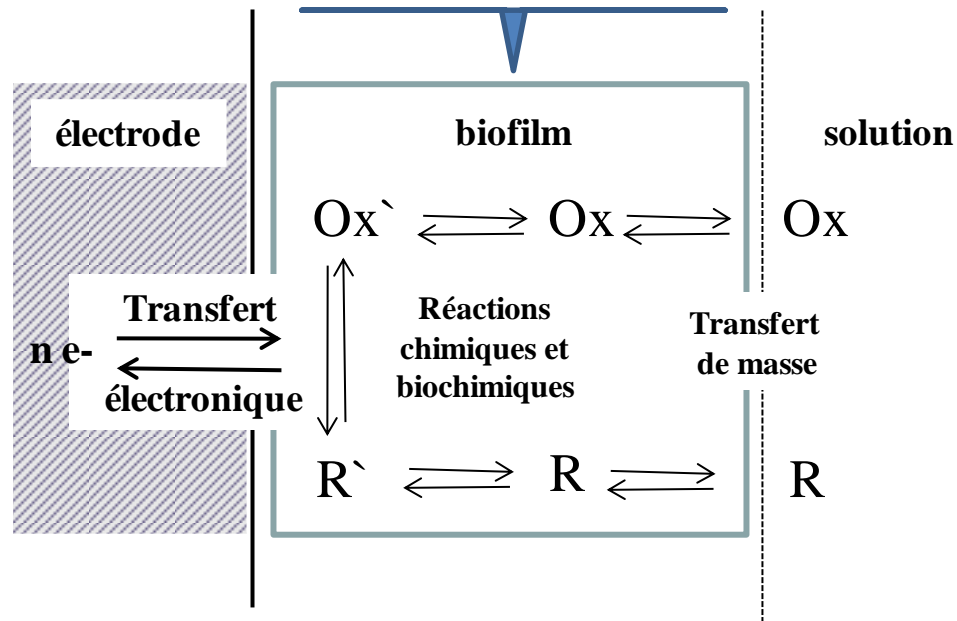 électrode
biofilm
solution
Ox` Ox Ox
Transfert
n e-
électronique
Réactions
chimiques et
biochimiques
Transfert
de masse
R` R R